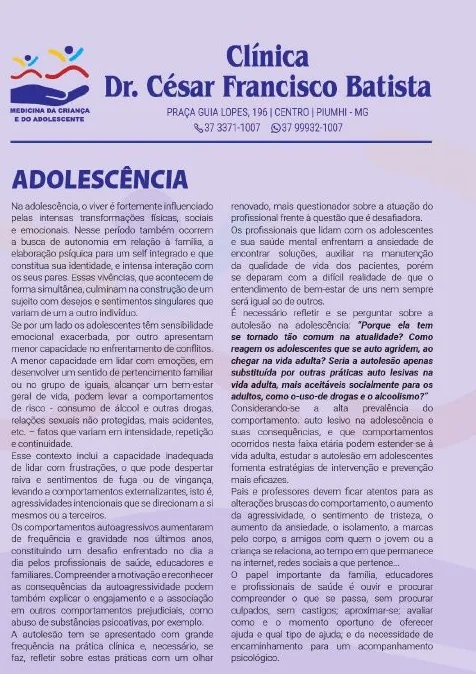 Clínica
Dr. César Francisco Batista
MEDICINA DA CRIANÇA
E DO ADOLESCENTE
PRAÇA GUIA LOPES, 196 | CENTRO | PIUMHI - MG
37 3371-1007 37 99932-1007
ADOLESCÊNCIA
Na adolescência, o viver é fortemente influenciado
pelas intensas transformações físicas, sociais
e emocionais. Nesse período também ocorrem
a busca de autonomia em relação à família, a
elaboração psíquica para um self integrado e que
constitua sua identidade, e intensa interação com
os seus pares. Essas vivências, que acontecem de
forma simultânea, culminam na construção de um
sujeito com desejos e sentimentos singulares que
variam de um a outro indivíduo.
Se por um lado os adolescentes têm sensibilidade
emocional exacerbada, por outro apresentam
menor capacidade no enfrentamento de conflitos.
A menor capacidade em lidar com emoções, em
desenvolver um sentido de pertencimento familiar
ou no grupo de iguais, alcançar um bem-estar
geral de vida, podem levar a comportamentos
de risco - consumo de álcool e outras drogas,
relações sexuais não protegidas, mais acidentes,
etc. – fatos que variam em intensidade, repetição
e continuidade.
Esse contexto inclui a capacidade inadequada
de lidar com frustrações, o que pode despertar
raiva e sentimentos de fuga ou de vingança,
levando a comportamentos externalizantes, isto é,
agressividades intencionais que se direcionam a si
mesmos ou a terceiros.
Os comportamentos autoagressivos aumentaram
de frequência e gravidade nos últimos anos,
constituindo um desafio enfrentado no dia a
dia pelos profissionais de saúde, educadores e
familiares. Compreender a motivação e reconhecer
as consequências da autoagressividade podem
também explicar o engajamento e a associação
em outros comportamentos prejudiciais, como
abuso de substâncias psicoativas, por exemplo.
A autolesão tem se apresentado com grande
frequência na prática clínica e, necessário, se
faz, refletir sobre estas práticas com um olhar
renovado, mais questionador sobre a atuação do
profissional frente à questão que é desafiadora.
Os profissionais que lidam com os adolescentes
e sua saúde mental enfrentam a ansiedade de
encontrar soluções, auxiliar na manutenção
da qualidade de vida dos pacientes, porém
se deparam com a difícil realidade de que o
entendimento de bem-estar de uns nem sempre
será igual ao de outros.
É necessário refletir e se perguntar sobre a
autolesão na adolescência: "Porque ela tem
se tornado tão comum na atualidade? Como
reagem os adolescentes que se auto agridem, ao
chegar na vida adulta? Seria a autolesão apenas
substituída por outras práticas auto lesivas na
vida adulta, mais aceitáveis socialmente para os
adultos, como o-uso-de drogas e o alcoolismo?"
Considerando-se a alta prevalência do
comportamento. auto lesivo na adolescência e
suas consequências, e que comportamentos
ocorridos nesta faixa etária podem estender-se à
vida adulta, estudar a autolesão em adolescentes
fomenta estratégias de intervenção e prevenção
mais eficazes.
Pais e professores devem ficar atentos para as
alterações bruscas do comportamento, o aumento
da agressividade, o sentimento de tristeza, o
aumento da ansiedade, o isolamento, a marcas
pelo corpo, a amigos com quem o jovem ou a
criança se relaciona, ao tempo em que permanece
na internet, redes sociais a que pertence...
O papel importante da família, educadores
e profissionais de saúde é ouvir e procurar
compreender o que se passa, sem procurar
culpados, sem castigos; aproximar-se; avaliar
como e o momento oportuno de oferecer
ajuda e qual tipo de ajuda; e da necessidade de
encaminhamento para um acompanhamento
psicológico.